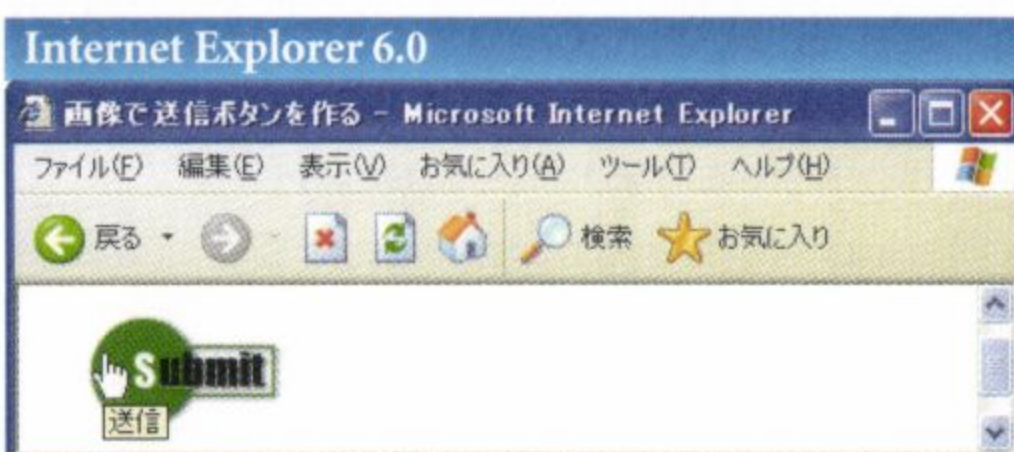 Internet Explorer 6.0
画像で送信ボタンを作る - Microsoft Internet Explorer
ファイル(F) 編集(E) 表示(V) お気に入り(A) ツール(T) ヘルプ(H)
戻る 検索 お気に入り
Submit
送信